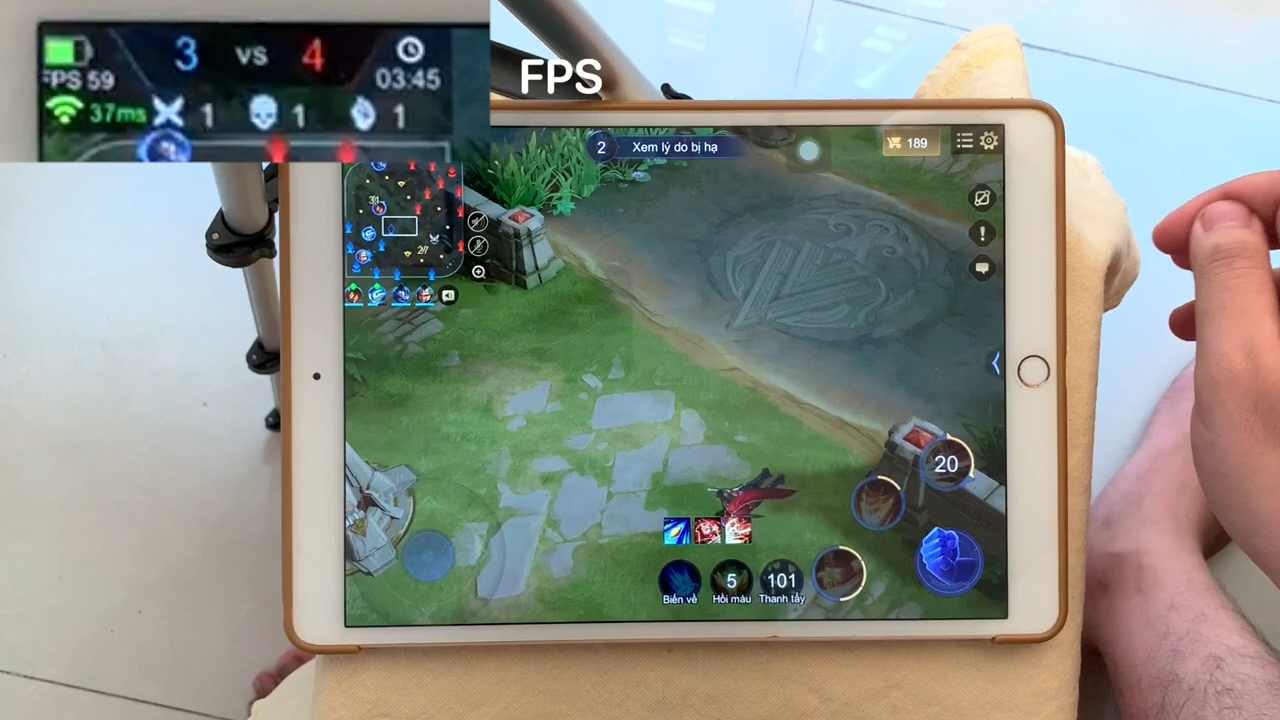 3 vs 4
FPS 59
03:45
37ms
1
1
1
FPS
2
Xem lý do bị hạ
189
20
5
101
Biến về
Hồi máu
Thanh tẩy